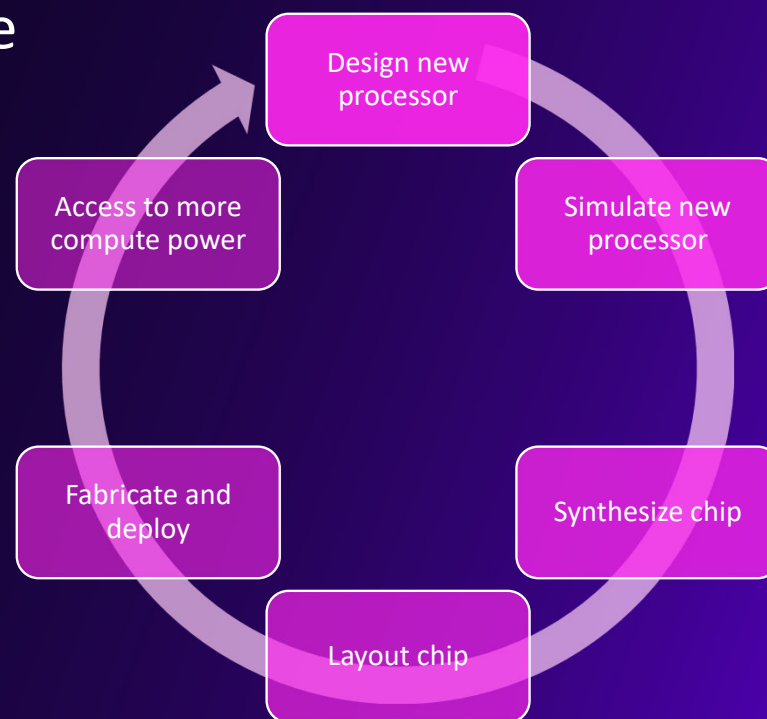 e
Design new
processor
Simulate new
processor
Synthesize chip
Layout chip
Fabricate and
deploy
Access to more
compute power